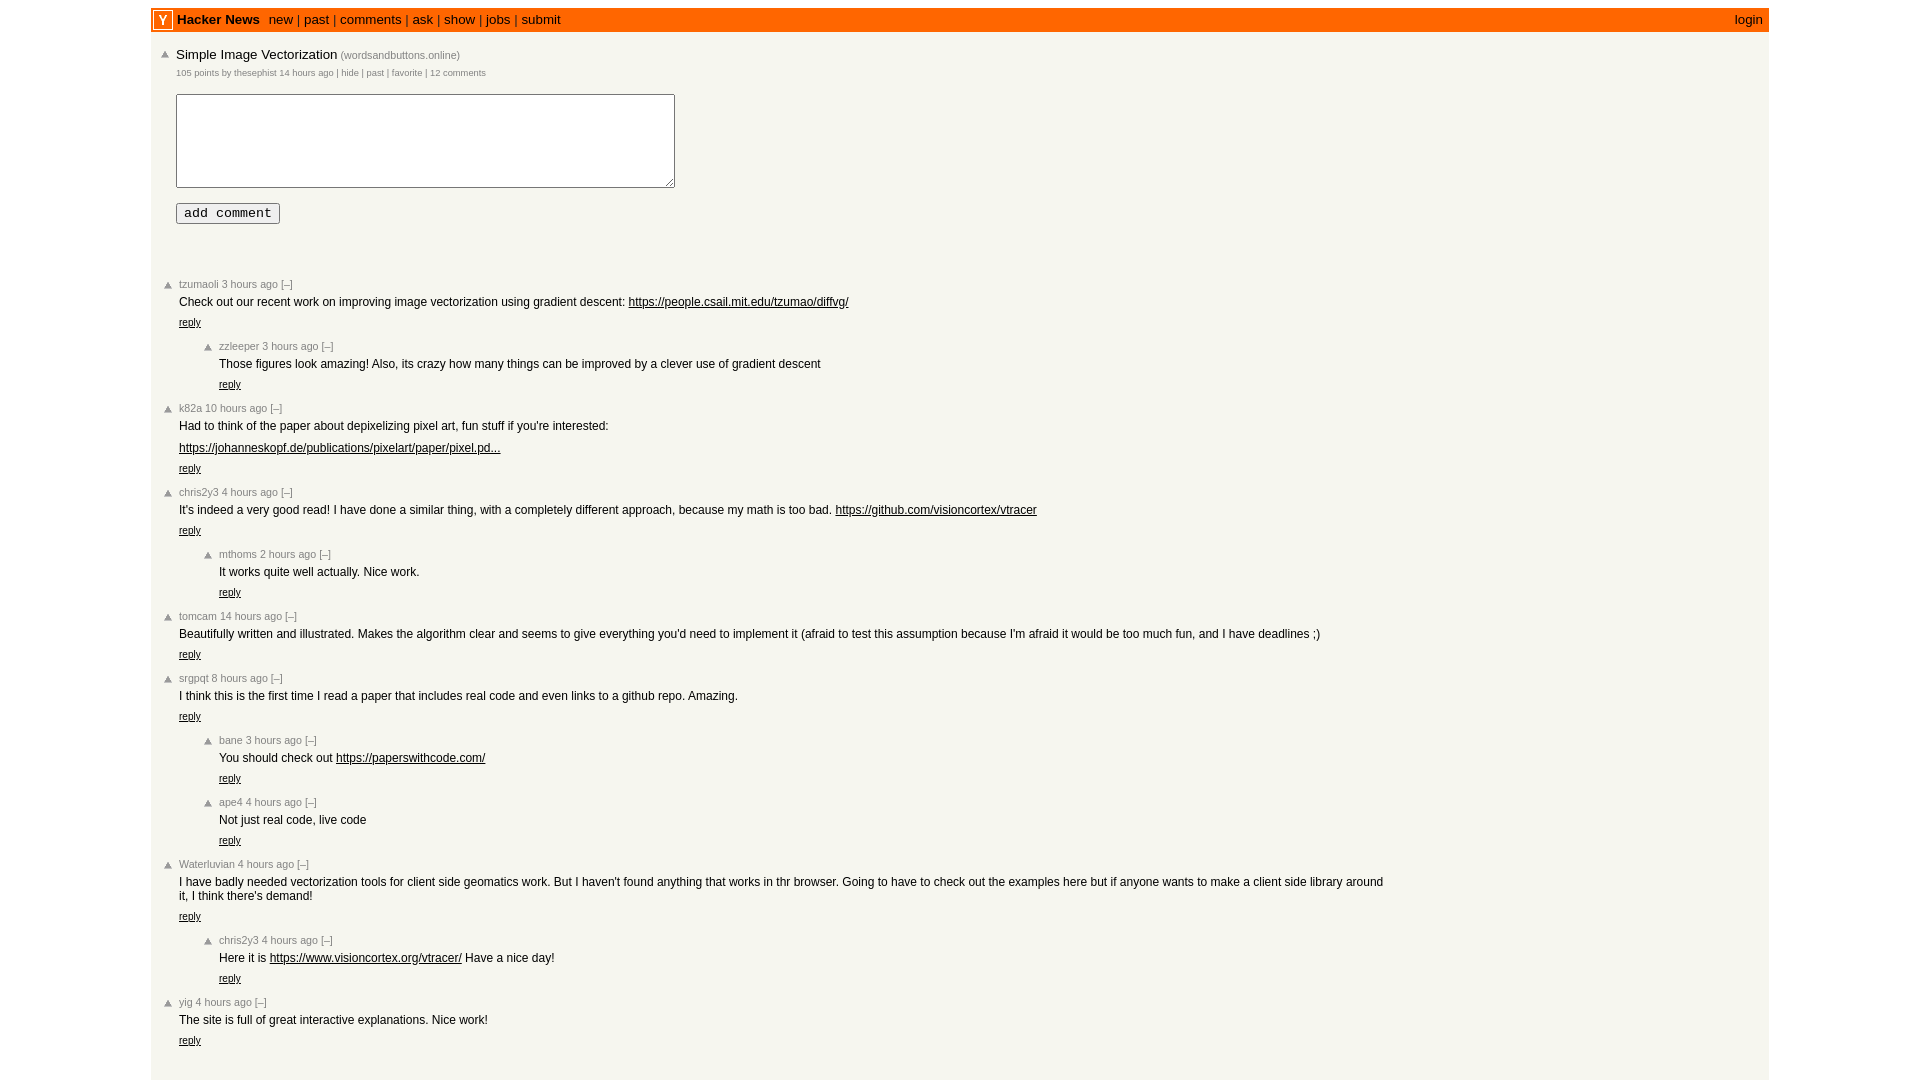 Y Hacker News new | past | comments | ask | show | jobs | submit login
Simple Image Vectorization (wordsandbuttons.online)
105 points by thesephist 14 hours ago | hide | past | favorite | 12 comments
add comment
tzumaoli 3 hours ago [–]
Check out our recent work on improving image vectorization using gradient descent: https://people.csail.mit.edu/tzumao/diffvg/
reply
zzleeper 3 hours ago [–]
Those figures look amazing! Also, its crazy how many things can be improved by a clever use of gradient descent
reply
k82a 10 hours ago [–]
Had to think of the paper about depixelizing pixel art, fun stuff if you're interested:
https://johanneskopf.de/publications/pixelart/paper/pixel.pd...
reply
chris2y3 4 hours ago [–]
It's indeed a very good read! I have done a similar thing, with a completely different approach, because my math is too bad. https://github.com/visioncortex/vtracer
reply
mthoms 2 hours ago [–]
It works quite well actually. Nice work.
reply
tomcam 14 hours ago [–]
Beautifully written and illustrated. Makes the algorithm clear and seems to give everything you'd need to implement it (afraid to test this assumption because I'm afraid it would be too much fun, and I have deadlines ;)
reply
srgpqt 8 hours ago [–]
I think this is the first time I read a paper that includes real code and even links to a github repo. Amazing.
reply
bane 3 hours ago [–]
You should check out https://paperswithcode.com/
reply
ape4 4 hours ago [–]
Not just real code, live code
reply
Waterluvian 4 hours ago [–]
I have badly needed vectorization tools for client side geomatics work. But I haven't found anything that works in thr browser. Going to have to check out the examples here but if anyone wants to make a client side library around
it, I think there's demand!
reply
chris2y3 4 hours ago [–]
Here it is https://www.visioncortex.org/vtracer/ Have a nice day!
reply
yig 4 hours ago [–]
The site is full of great interactive explanations. Nice work!
reply